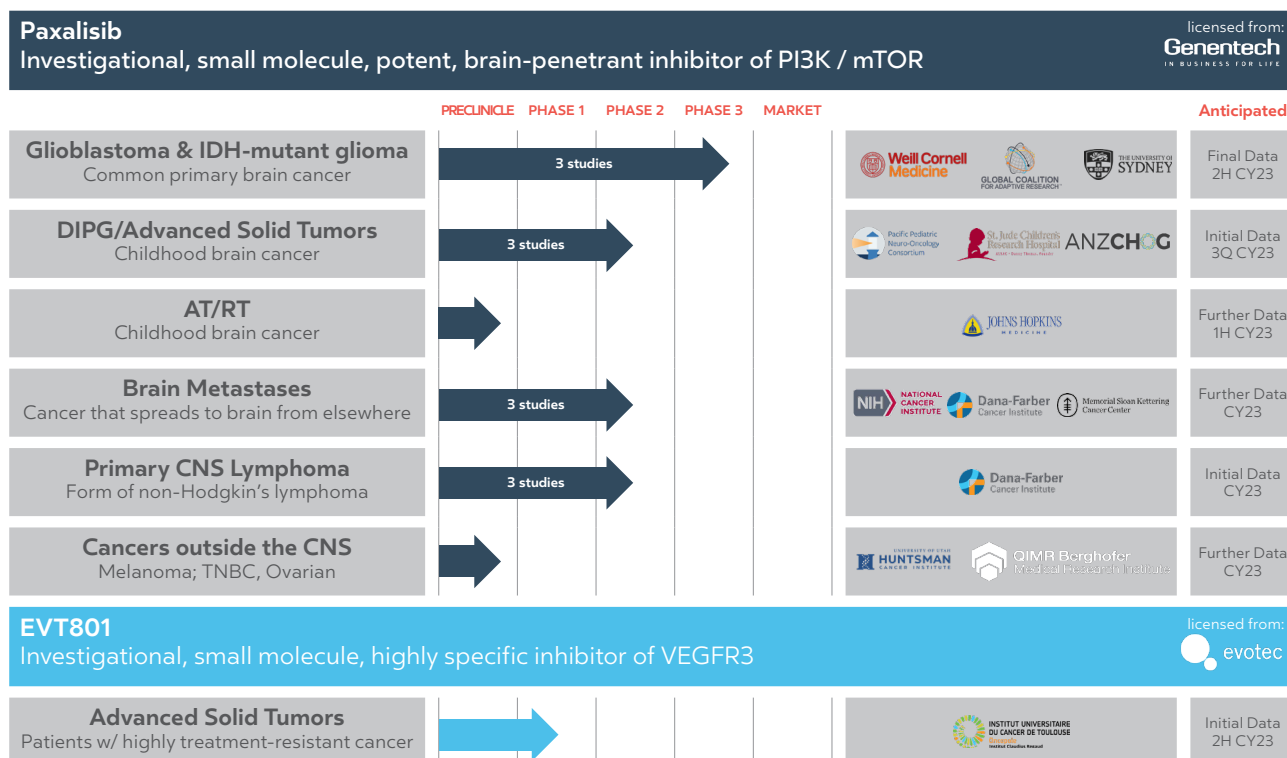 Paxalisib
Investigational, small molecule, potent, brain-penetrant inhibitor of PI3K / mTOR
licensed from:
Genentech
IN BUSINESS FOR LIFE
PRECLINICLE PHASE 1 PHASE 2 PHASE 3 MARKET Anticipated
Glioblastoma & IDH-mutant glioma
Common primary brain cancer
3 studies
Weill Cornell
Medicine
GLOBAL COALITION
FOR ADAPTIVE RESEARCH
THE UNIVERSITY OF
SYDNEY
Final Data
2H CY23
DIPG/Advanced Solid Tumors
Childhood brain cancer
3 studies
Pacific Pediatric
Neuro-Oncology
Consortium
St. Jude Children's
Research Hospital
ANZCHOG
Initial Data
3Q CY23
AT/RT
Childhood brain cancer
JOHNS HOPKINS
MEDICINE
Further Data
1H CY23
Brain Metastases
Cancer that spreads to brain from elsewhere
3 studies
NIH
NATIONAL
CANCER
INSTITUTE
Dana-Farber
Cancer Institute
Memorial Sloan Kettering
Cancer Center
Further Data
CY23
Primary CNS Lymphoma
Form of non-Hodgkin's lymphoma
3 studies
Dana-Farber
Cancer Institute
Initial Data
CY23
Cancers outside the CNS
Melanoma; TNBC, Ovarian
UNIVERSITY OF UTAH
HUNTSMAN
CANCER INSTITUTE
QIMR Berghofer
Medical Research Institute
Further Data
CY23
EVT801
Investigational, small molecule, highly specific inhibitor of VEGFR3
licensed from:
evotec
Advanced Solid Tumors
Patients w/ highly treatment-resistant cancer
INSTITUT UNIVERSITAIRE
DU CANCER DE TOULOUSE
Oncopole
Institut Claudius Regaud
Initial Data
2H CY23